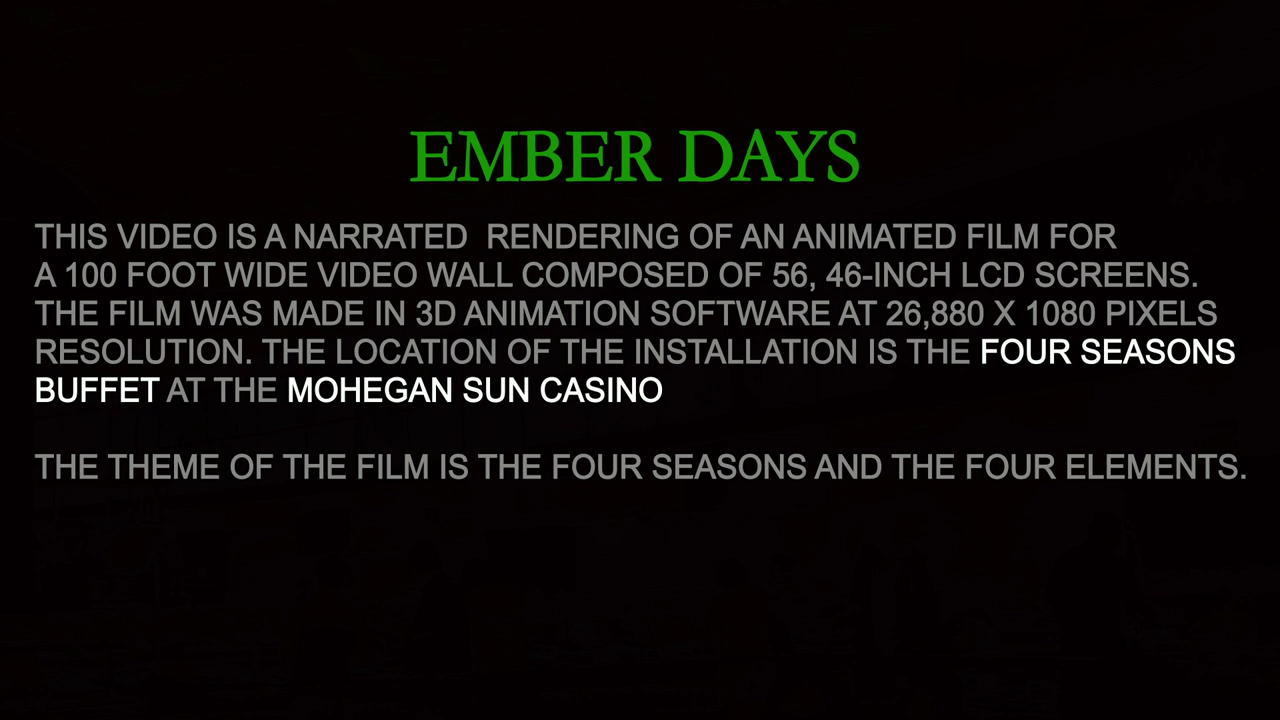 EMBER DAYS
THIS VIDEO IS A NARRATED  RENDERING OF AN ANIMATED FILM FOR
A 100 FOOT WIDE VIDEO WALL COMPOSED OF 56, 46-INCH LCD SCREENS.
THE FILM WAS MADE IN 3D ANIMATION SOFTWARE AT 26,880 X 1080 PIXELS
RESOLUTION. THE LOCATION OF THE INSTALLATION IS THE FOUR SEASONS
BUFFET AT THE MOHEGAN SUN CASINO
THE THEME OF THE FILM IS THE FOUR SEASONS AND THE FOUR ELEMENTS.